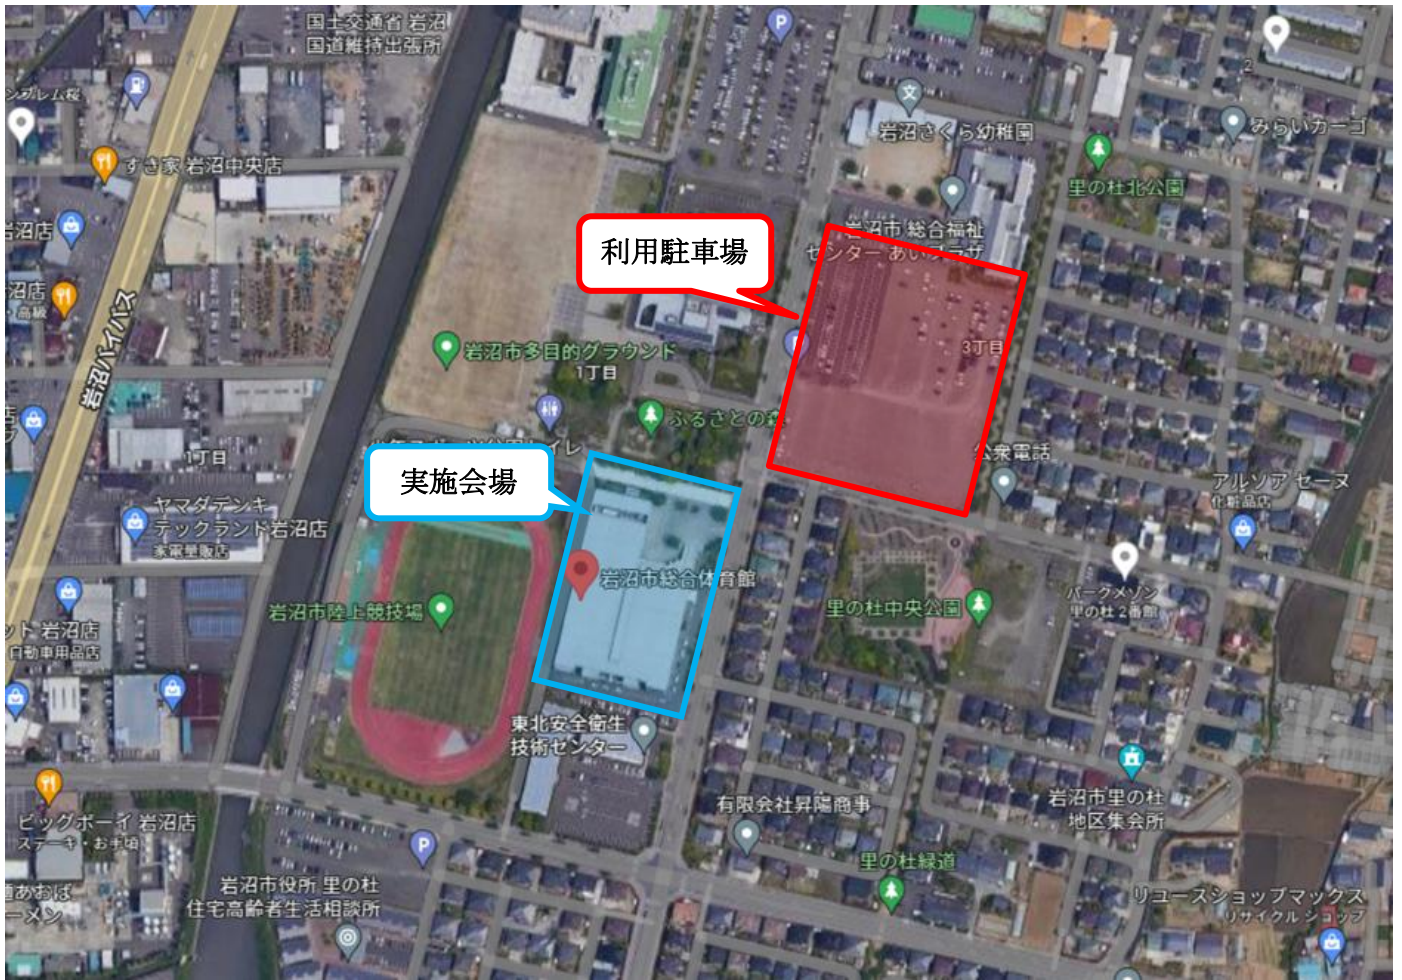 国土交通省 岩沼
国道維持出張所
すき家 岩沼中央店
岩沼さくら幼稚園
みらいカーゴ
里の杜北公園
岩沼市 総合福祉
センター あいプラザ
利用駐車場
岩沼バイパス
岩沼市多目的グラウンド
1丁目
3丁目
ふるさとの森
公衆電話
1丁目
実施会場
アルソア セーヌ
化粧品店
ヤマダデンキ
テックランド岩沼店
家電量販店
岩沼市総合体育館
岩沼市陸上競技場
里の杜中央公園
パークメゾン
里の杜 2番館
岩沼店
自動車用品店
東北安全衛生
技術センター
岩沼市里の杜
地区集会所
有限会社昇陽商事
ビッグボーイ 岩沼店
ステーキ・お手頃
里の杜緑道
岩沼市役所 里の杜
住宅高齢者生活相談所
リユースショップマックス
リサイクル ショップ